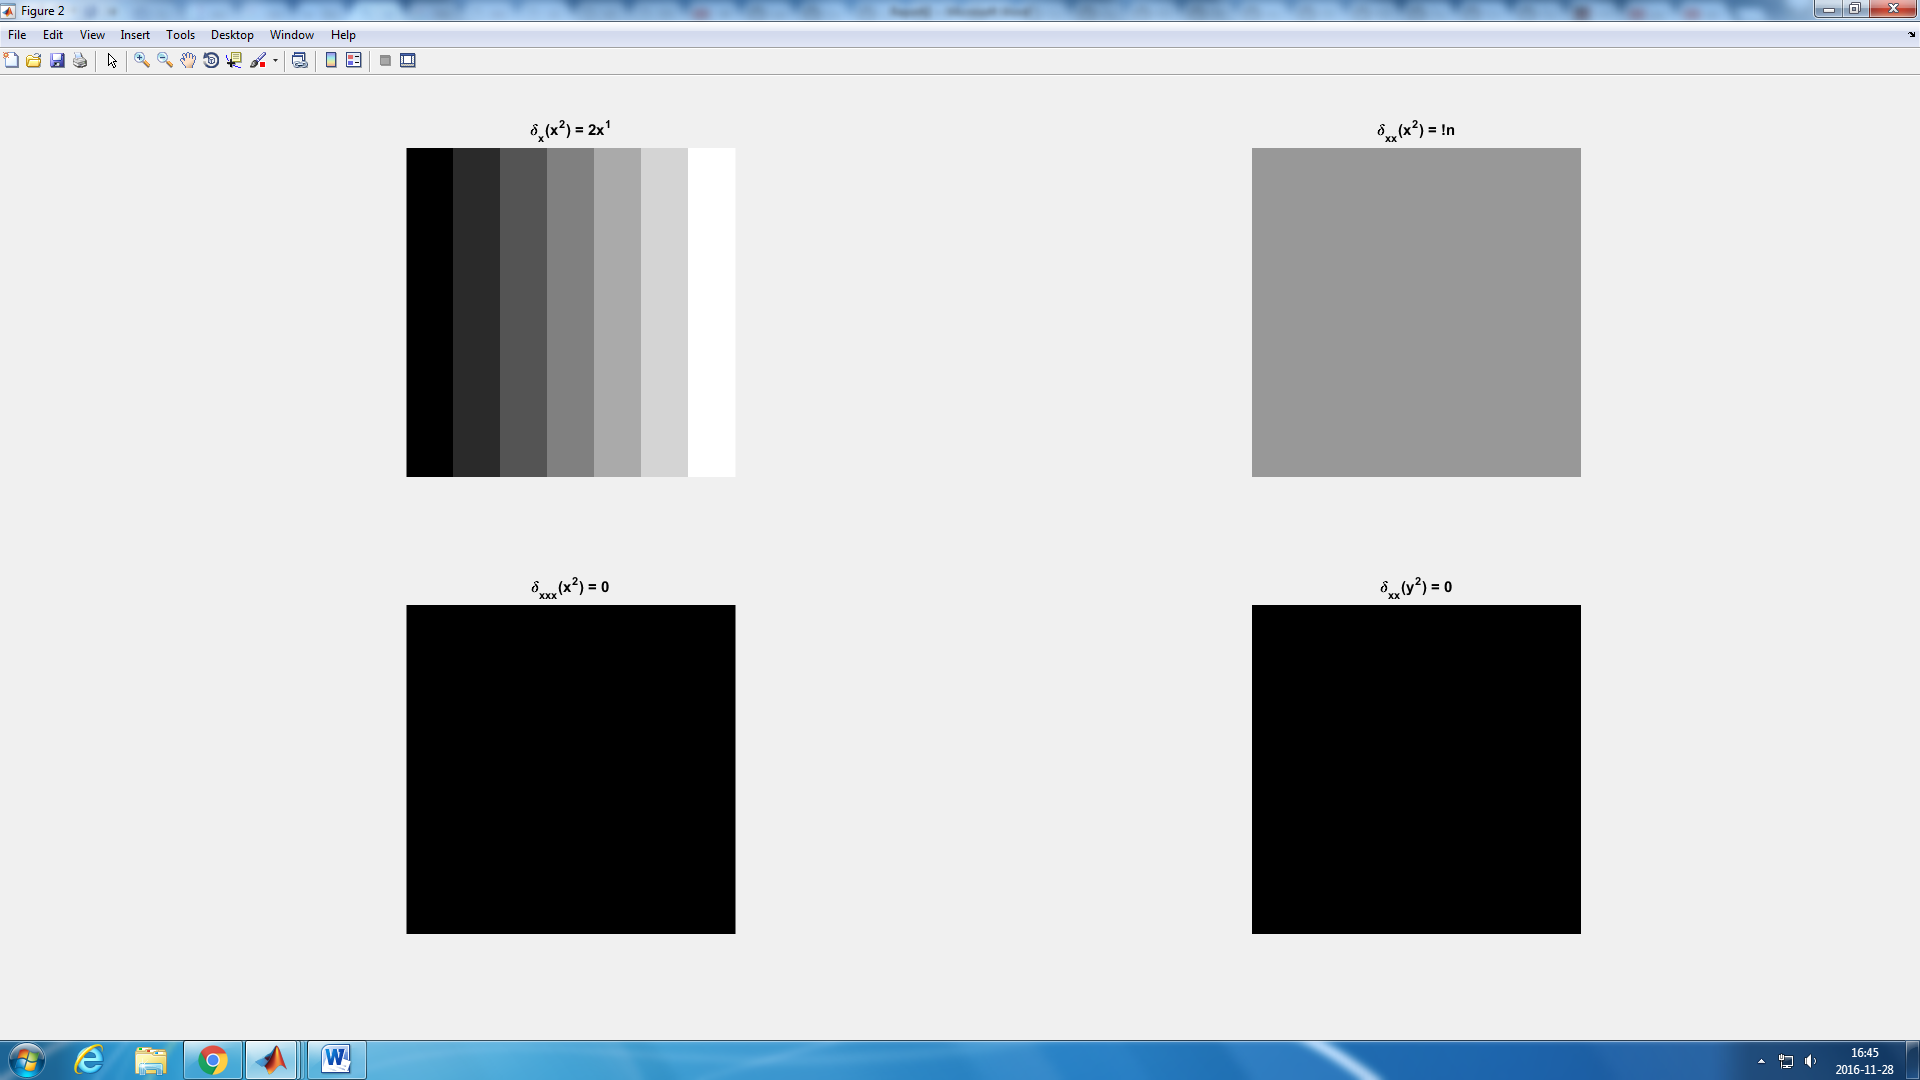 Figure 2
File Edit View Insert Tools Desktop Window Help
δx(x²) = 2x¹
δxx(x²) = !n
δxxx(x²) = 0
δxx(y²) = 0
16:45
2016-11-28